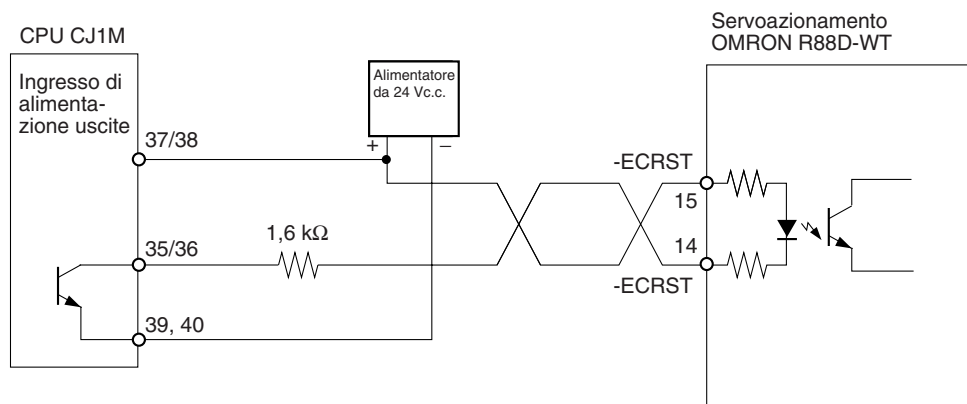 CPU CJ1M
Servoazionamento
OMRON R88D-WT
Ingresso di
alimenta-
zione uscite
Alimentatore
da 24 Vc.c.
+
–
37/38
-ECRST
15
1,6 kΩ
35/36
14
-ECRST
39, 40